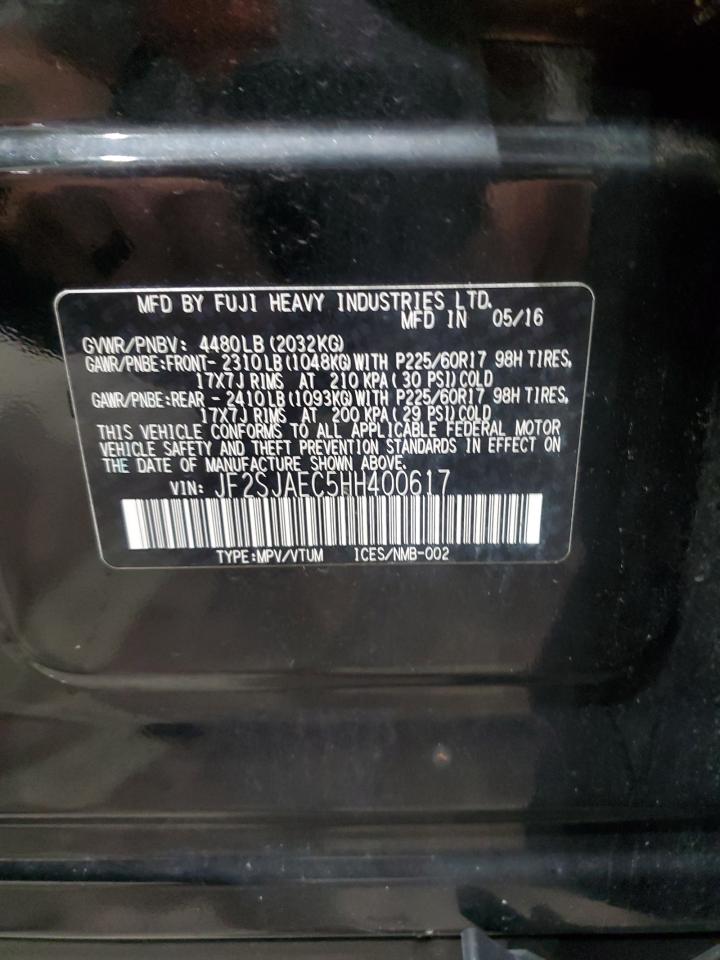 MFD BY FUJI HEAVY INDUSTRIES LTD.
MFD IN 05/16
GVWR/PNBV: 4480LB (2032KG)
GAWR/PNBE:FRONT- 2310LB (1048KG) WITH P225/60R17 98H TIRES,
17X7J RIMS AT 210 KPA ( 30 PSI) COLD
GAWR/PNBE:REAR - 2410LB (1093KG) WITH P225/60R17 98H TIRES,
17X7J RIMS AT 200 KPA ( 29 PSI) COLD
THIS VEHICLE CONFORMS TO ALL APPLICABLE FEDERAL MOTOR
VEHICLE SAFETY AND THEFT PREVENTION STANDARDS IN EFFECT ON
THE DATE OF MANUFACTURE SHOWN ABOVE.
VIN: JF2SJAEC5HH400617
TYPE:MPV/VTUM 1CES/NMB-002